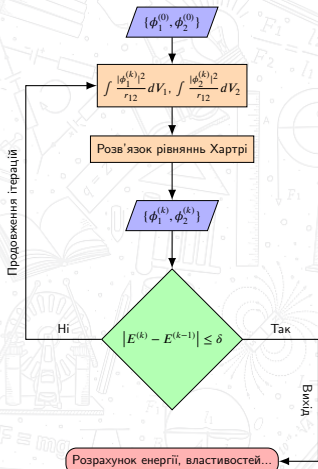 {ϕ₁⁽⁰⁾, ϕ₂⁽⁰⁾}
∫ |ϕ₁⁽ᵏ⁾|²/r₁₂ dV₁, ∫ |ϕ₂⁽ᵏ⁾|²/r₁₂ dV₂
Розв'язок рівняннь Хартрі
{ϕ₁⁽ᵏ⁾, ϕ₂⁽ᵏ⁾}
Продовження ітерацій
|E⁽ᵏ⁾ − E⁽ᵏ⁻¹⁾| ≤ δ
Ні
Так
Вихід
Розрахунок енергії, властивостей...